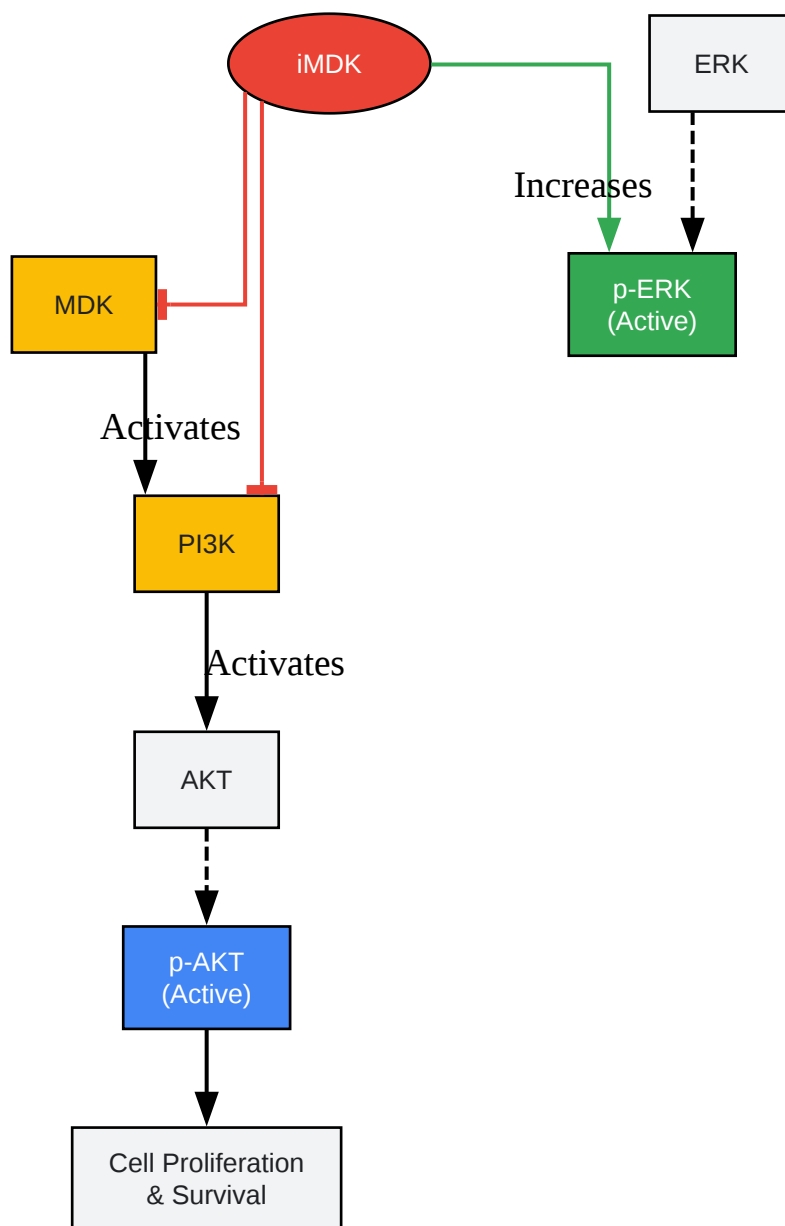 iMDK
ERK
Increases
MDK
p-ERK
(Active)
Activates
PI3K
Activates
AKT
p-AKT
(Active)
Cell Proliferation
& Survival